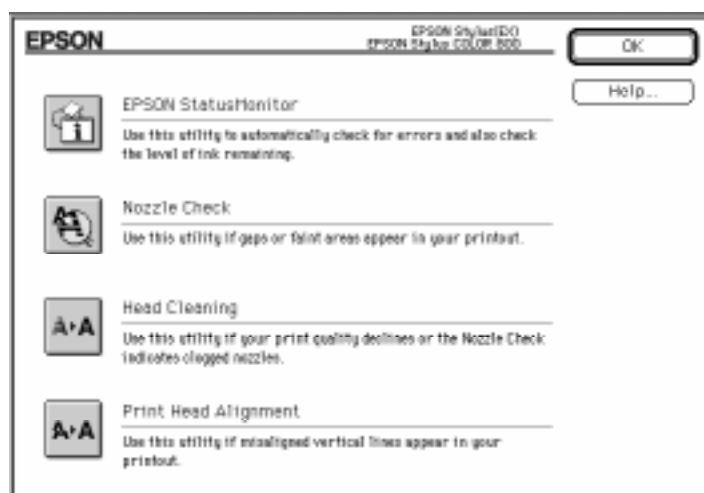 EPSON
EPSON Stylus(EX)
EPSON Stylus COLOR 800
OK
Help...
EPSON StatusMonitor
Use this utility to automatically check for errors and also check
the level of ink remaining.
Nozzle Check
Use this utility if gaps or faint areas appear in your printout.
Head Cleaning
Use this utility if your print quality declines or the Nozzle Check
indicates clogged nozzles.
Print Head Alignment
Use this utility if misaligned vertical lines appear in your
printout.